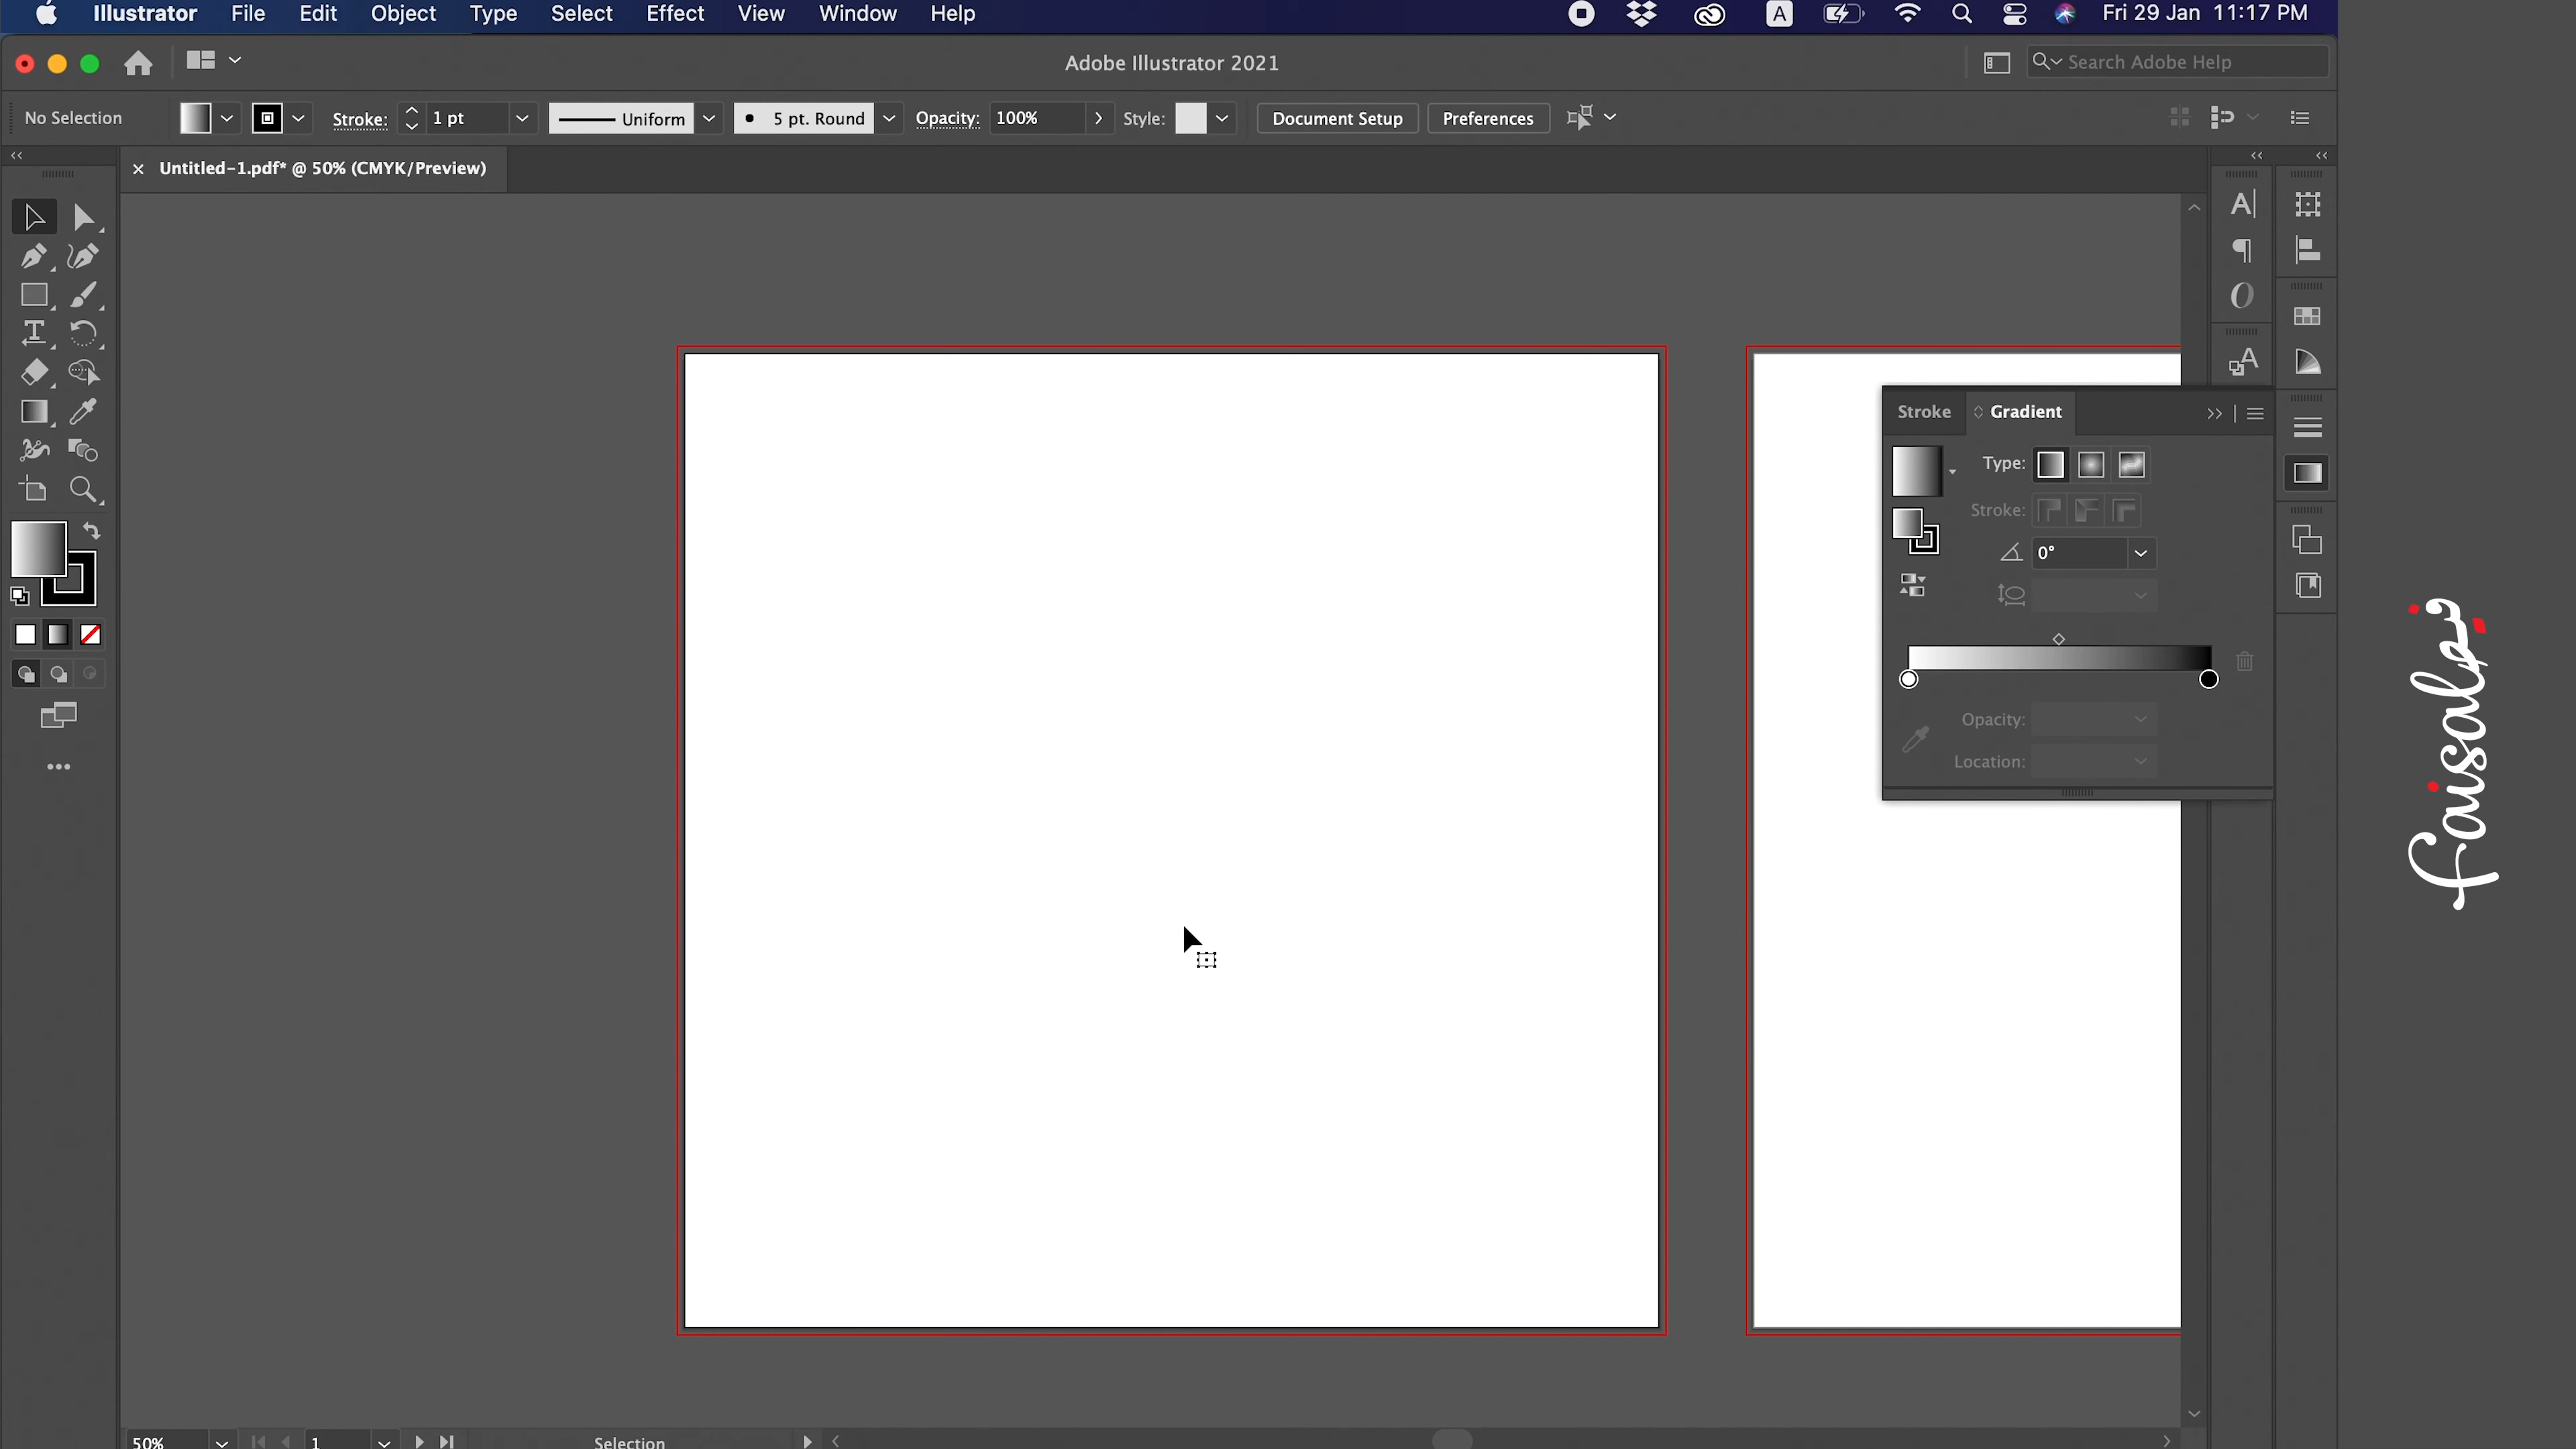 Illustrator File Edit Object Type Select Effect View Window Help A Fri 29 Jan 11:17 PM
Adobe Illustrator 2021
Search Adobe Help
No Selection Stroke: 1 pt Uniform 5 pt. Round Opacity: 100% Style: Document Setup Preferences
× Untitled-1.pdf* @ 50% (CMYK/Preview)
Stroke Gradient
Type:
Stroke:
0°
Opacity:
Location:
50% 1 Selection
faisalی